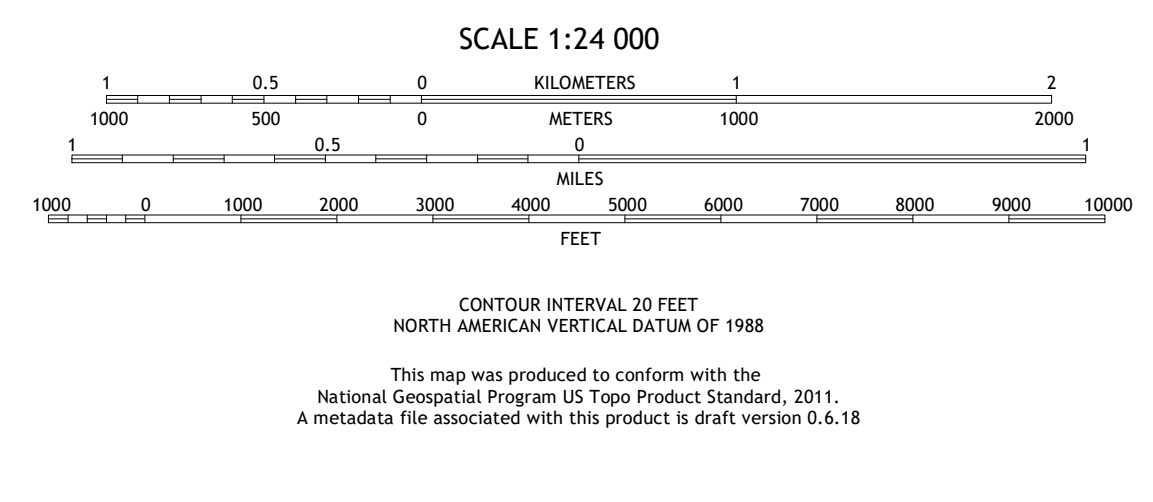 SCALE 1:24 000
1 0.5 0 KILOMETERS 1 2
1000 500 0 METERS 1000 2000
1 0.5 0 1
MILES
1000 0 1000 2000 3000 4000 5000 6000 7000 8000 9000 10000
FEET
CONTOUR INTERVAL 20 FEET
NORTH AMERICAN VERTICAL DATUM OF 1988
This map was produced to conform with the
National Geospatial Program US Topo Product Standard, 2011.
A metadata file associated with this product is draft version 0.6.18